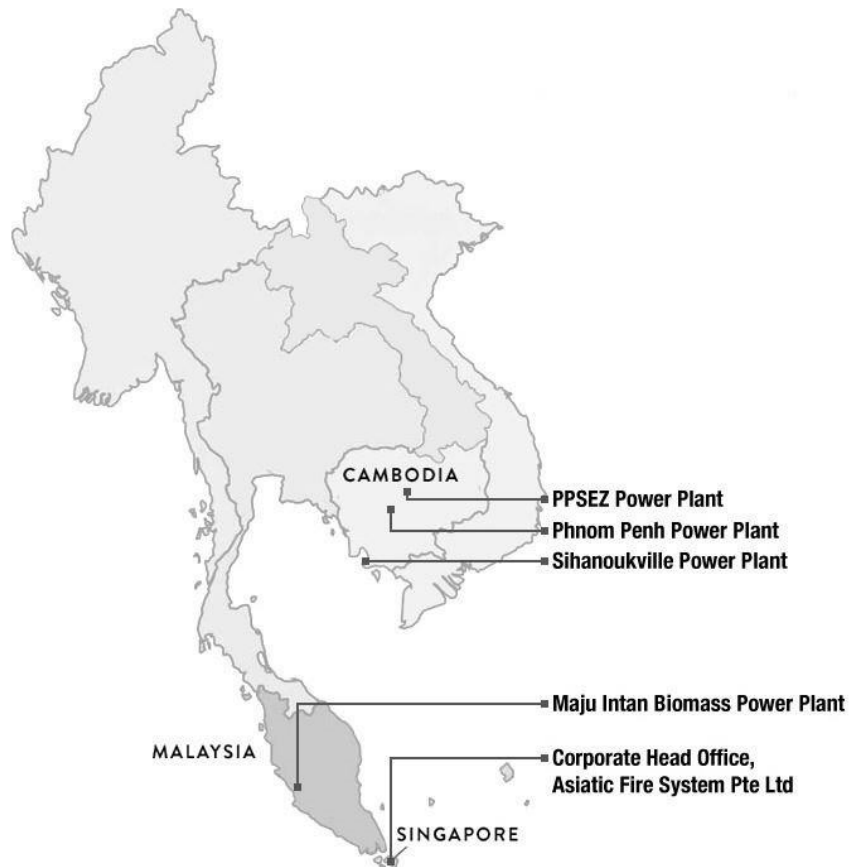 CAMBODIA
PPSEZ Power Plant
Phnom Penh Power Plant
Sihanoukville Power Plant
Maju Intan Biomass Power Plant
MALAYSIA
Corporate Head Office,
Asiatic Fire System Pte Ltd
SINGAPORE